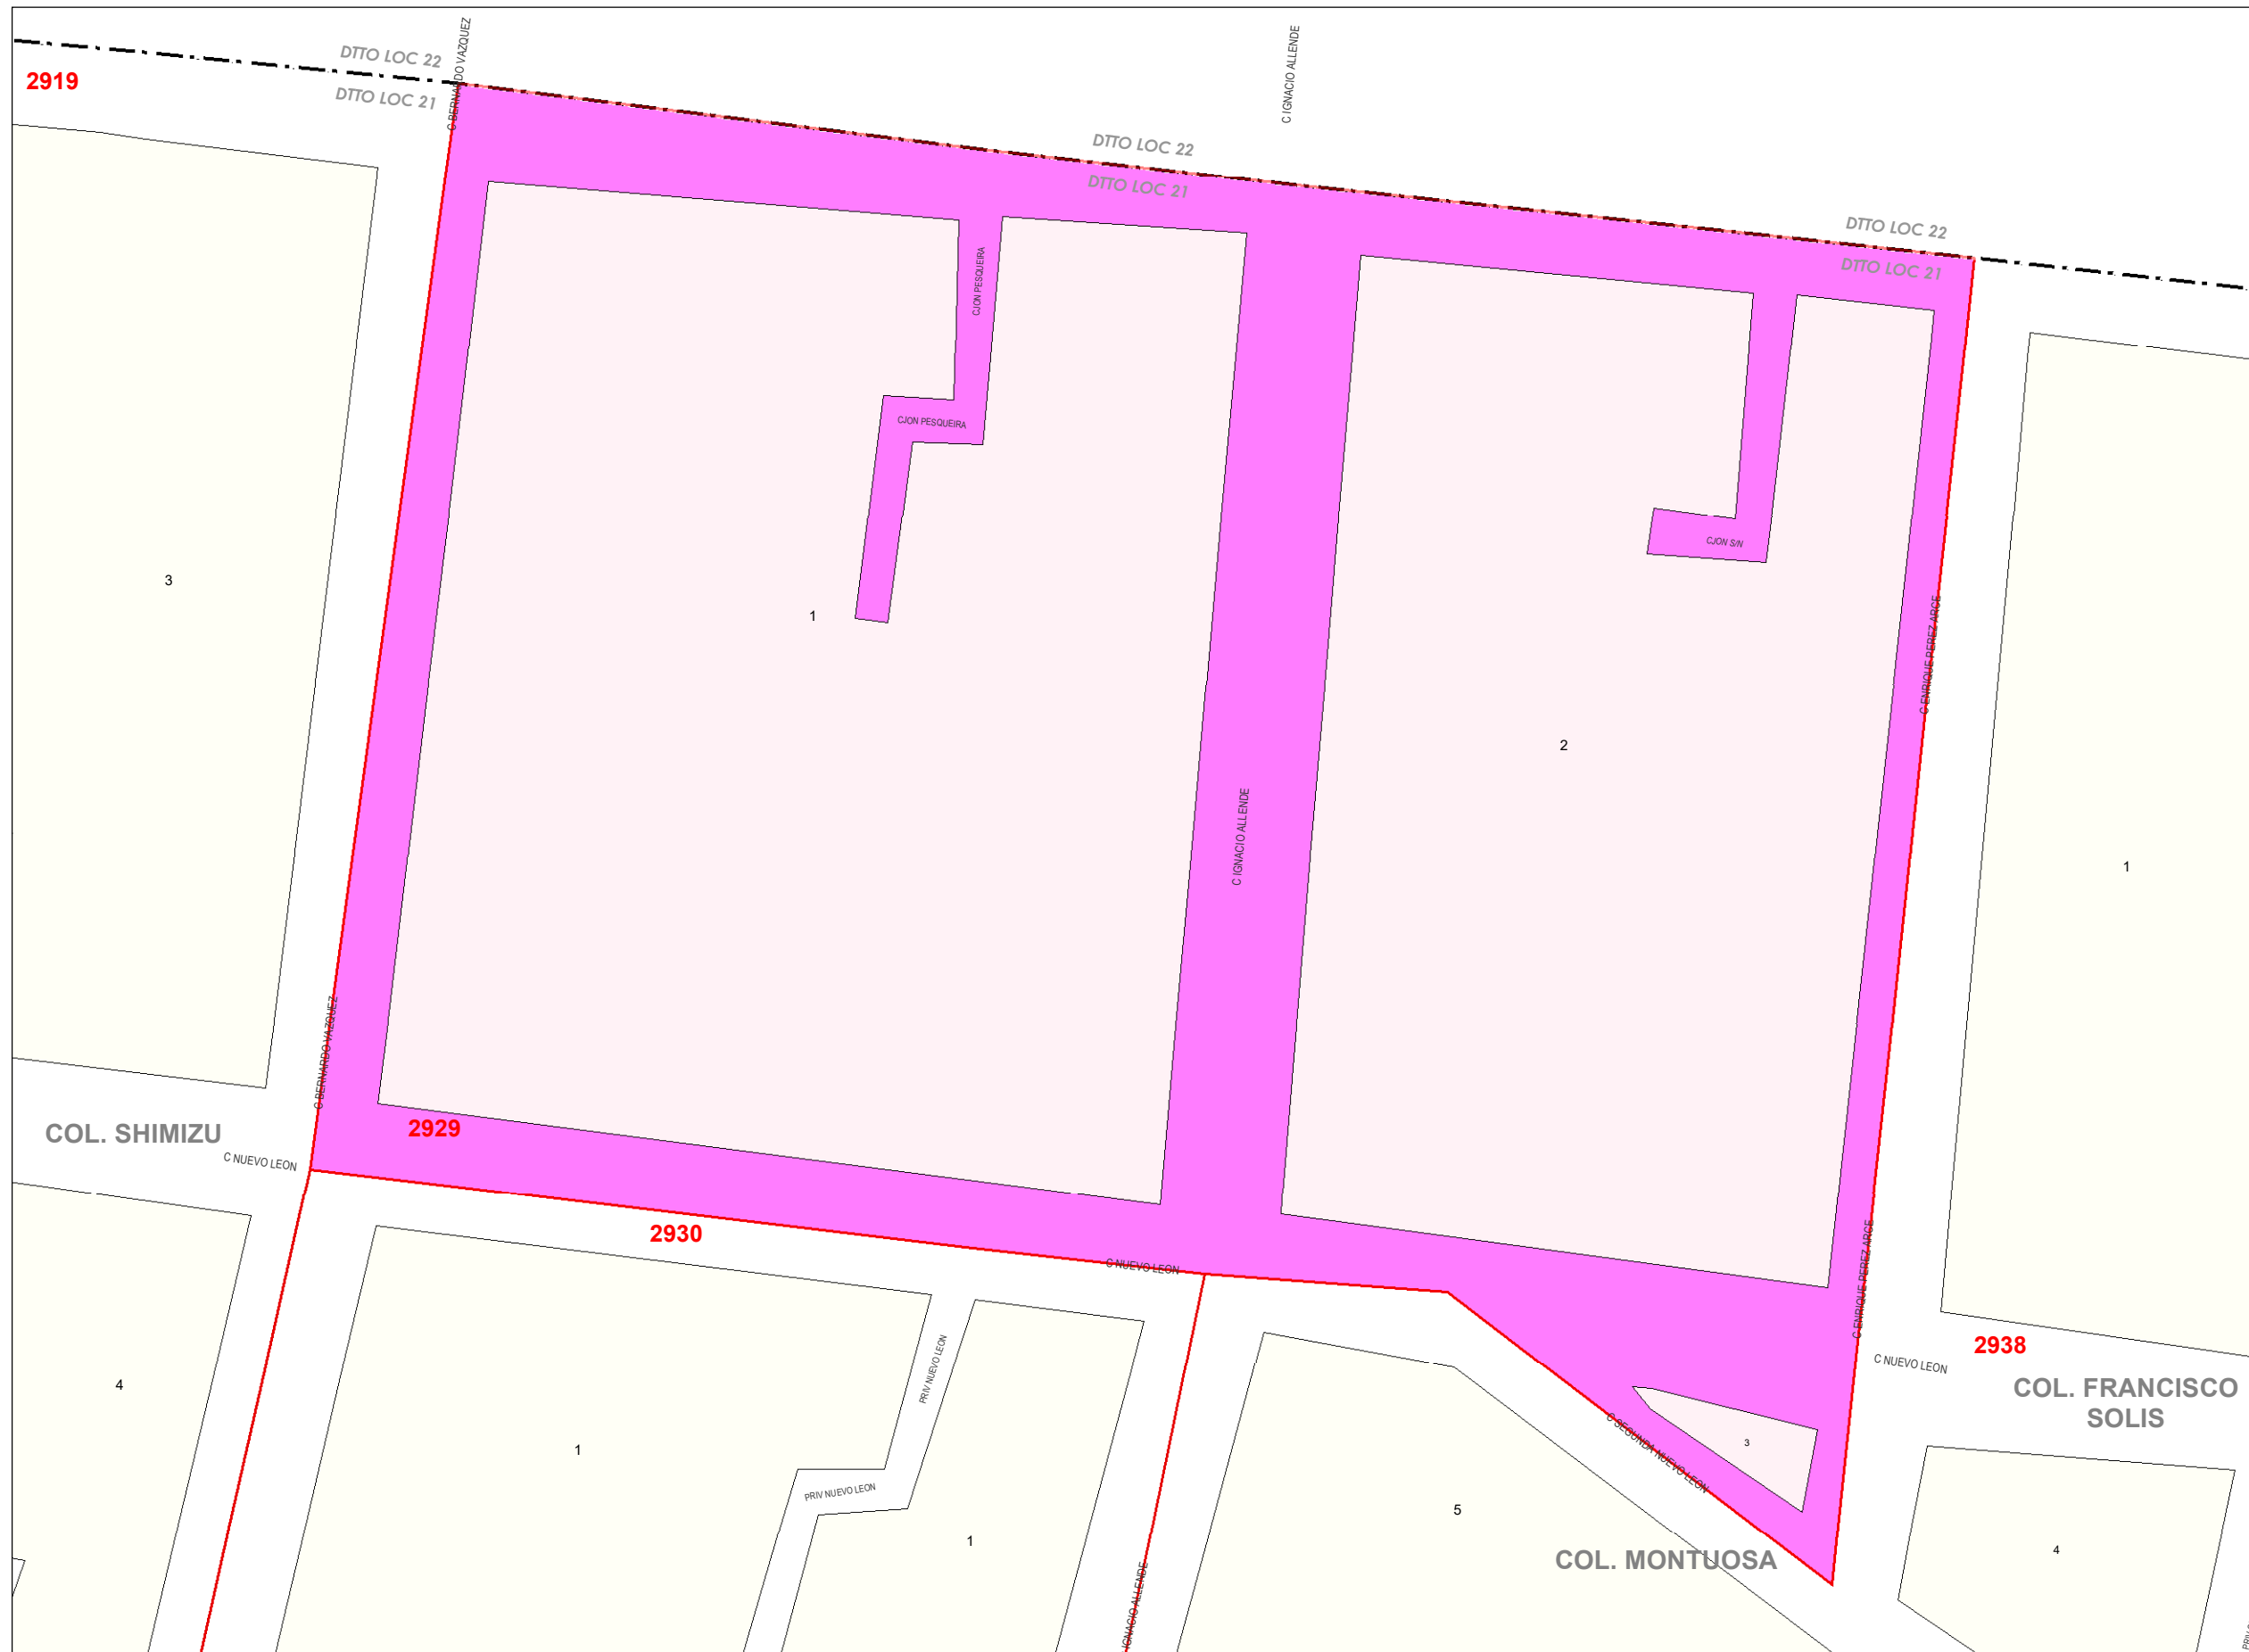 C BERNARDO VAZQUEZ
C IGNACIO ALLENDE
DTTO LOC 22
2919
DTTO LOC 21
DTTO LOC 22
DTTO LOC 21
DTTO LOC 22
DTTO LOC 21
CJON PESQUEIRA
CJON PESQUEIRA
CJON S/N
3
1
C ENRIQUE PEREZ ARCE
2
C IGNACIO ALLENDE
1
C BERNARDO VAZQUEZ
2929
COL. SHIMIZU
C NUEVO LEON
2930
C NUEVO LEON
C ENRIQUE PEREZ ARCE
2938
C NUEVO LEON
4
PRIV NUEVO LEON
COL. FRANCISCO
SOLIS
1
3
C SEGUNDA NUEVO LEON
PRIV NUEVO LEON
5
1
4
COL. MONTUOSA
IGNACIO ALLENDE